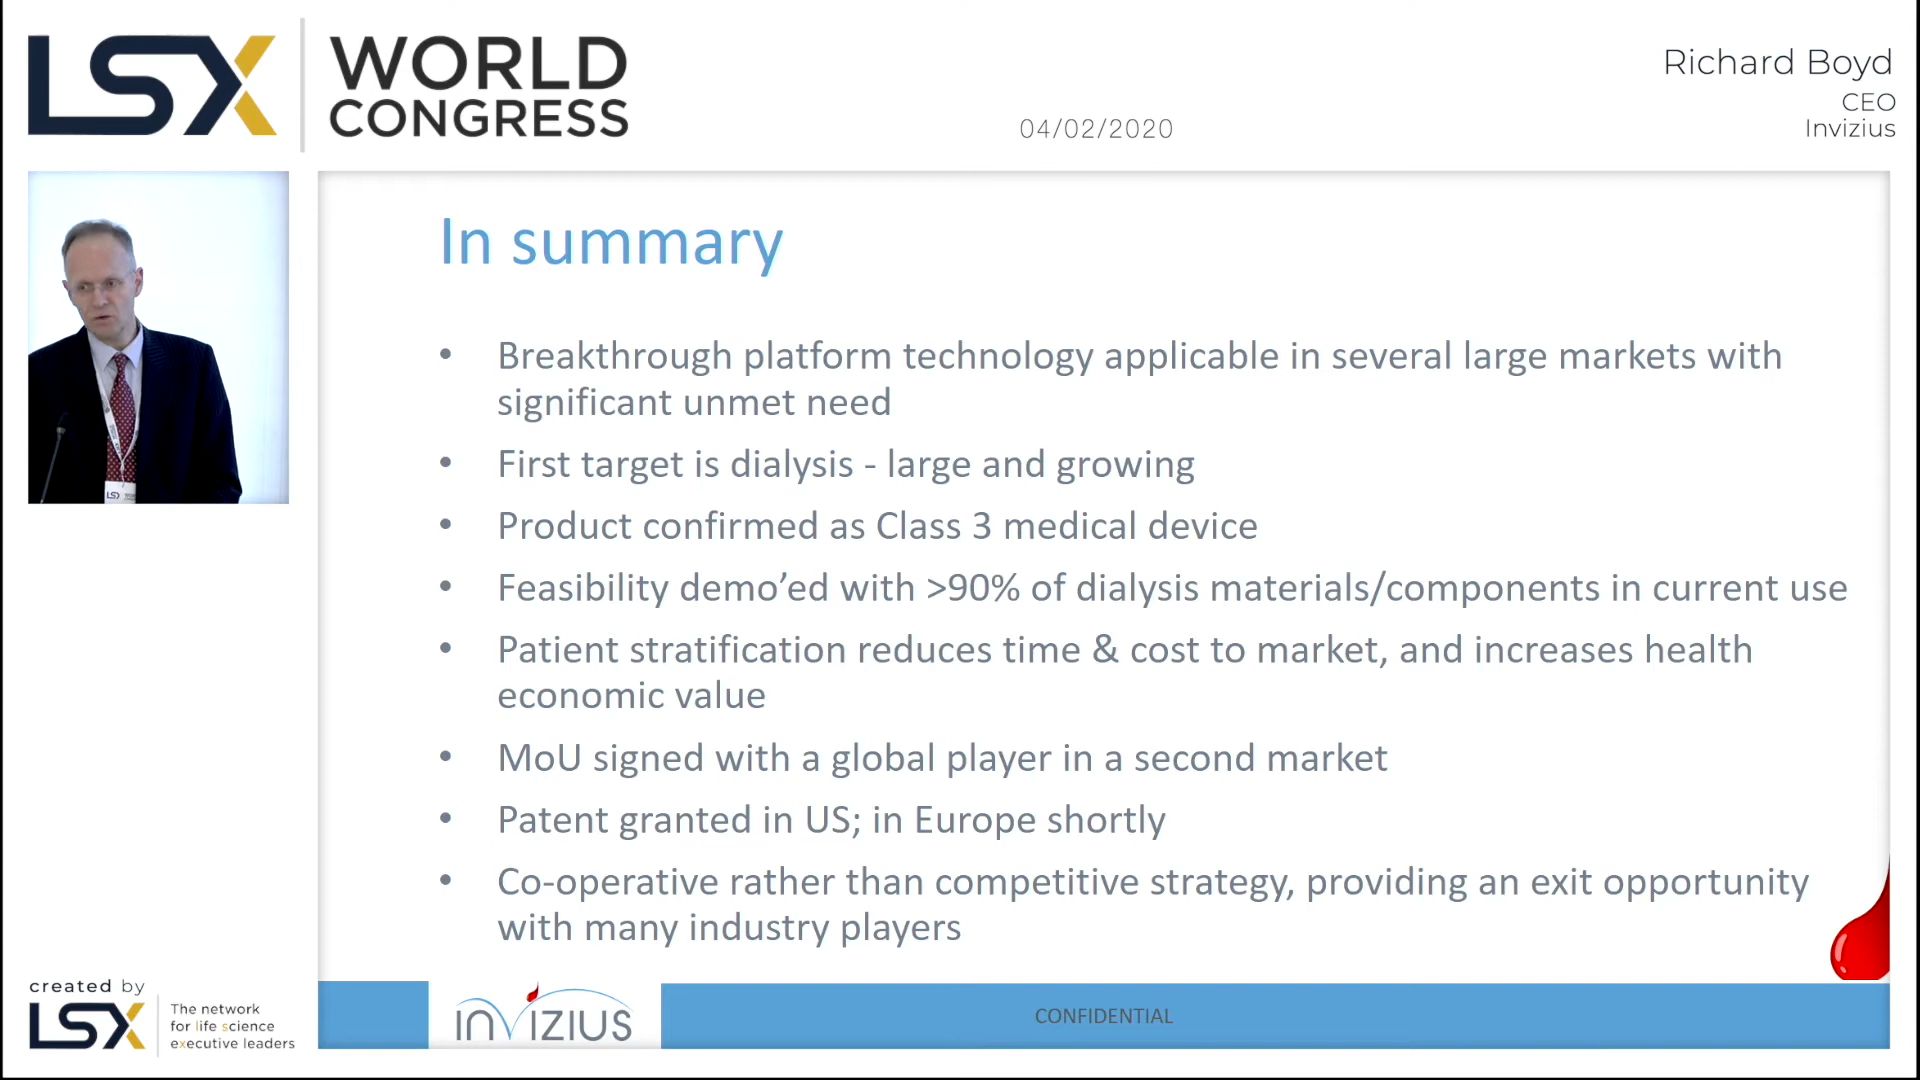 LSX
WORLD
CONGRESS
04/02/2020
Richard Boyd
CEO
Invizius
In summary
• Breakthrough platform technology applicable in several large markets with
significant unmet need
• First target is dialysis - large and growing
• Product confirmed as Class 3 medical device
• Feasibility demo’ed with >90% of dialysis materials/components in current use
• Patient stratification reduces time & cost to market, and increases health
economic value
• MoU signed with a global player in a second market
• Patent granted in US; in Europe shortly
• Co-operative rather than competitive strategy, providing an exit opportunity
with many industry players
created by
LSX
The network
for life science
executive leaders
INVIZIUS
CONFIDENTIAL